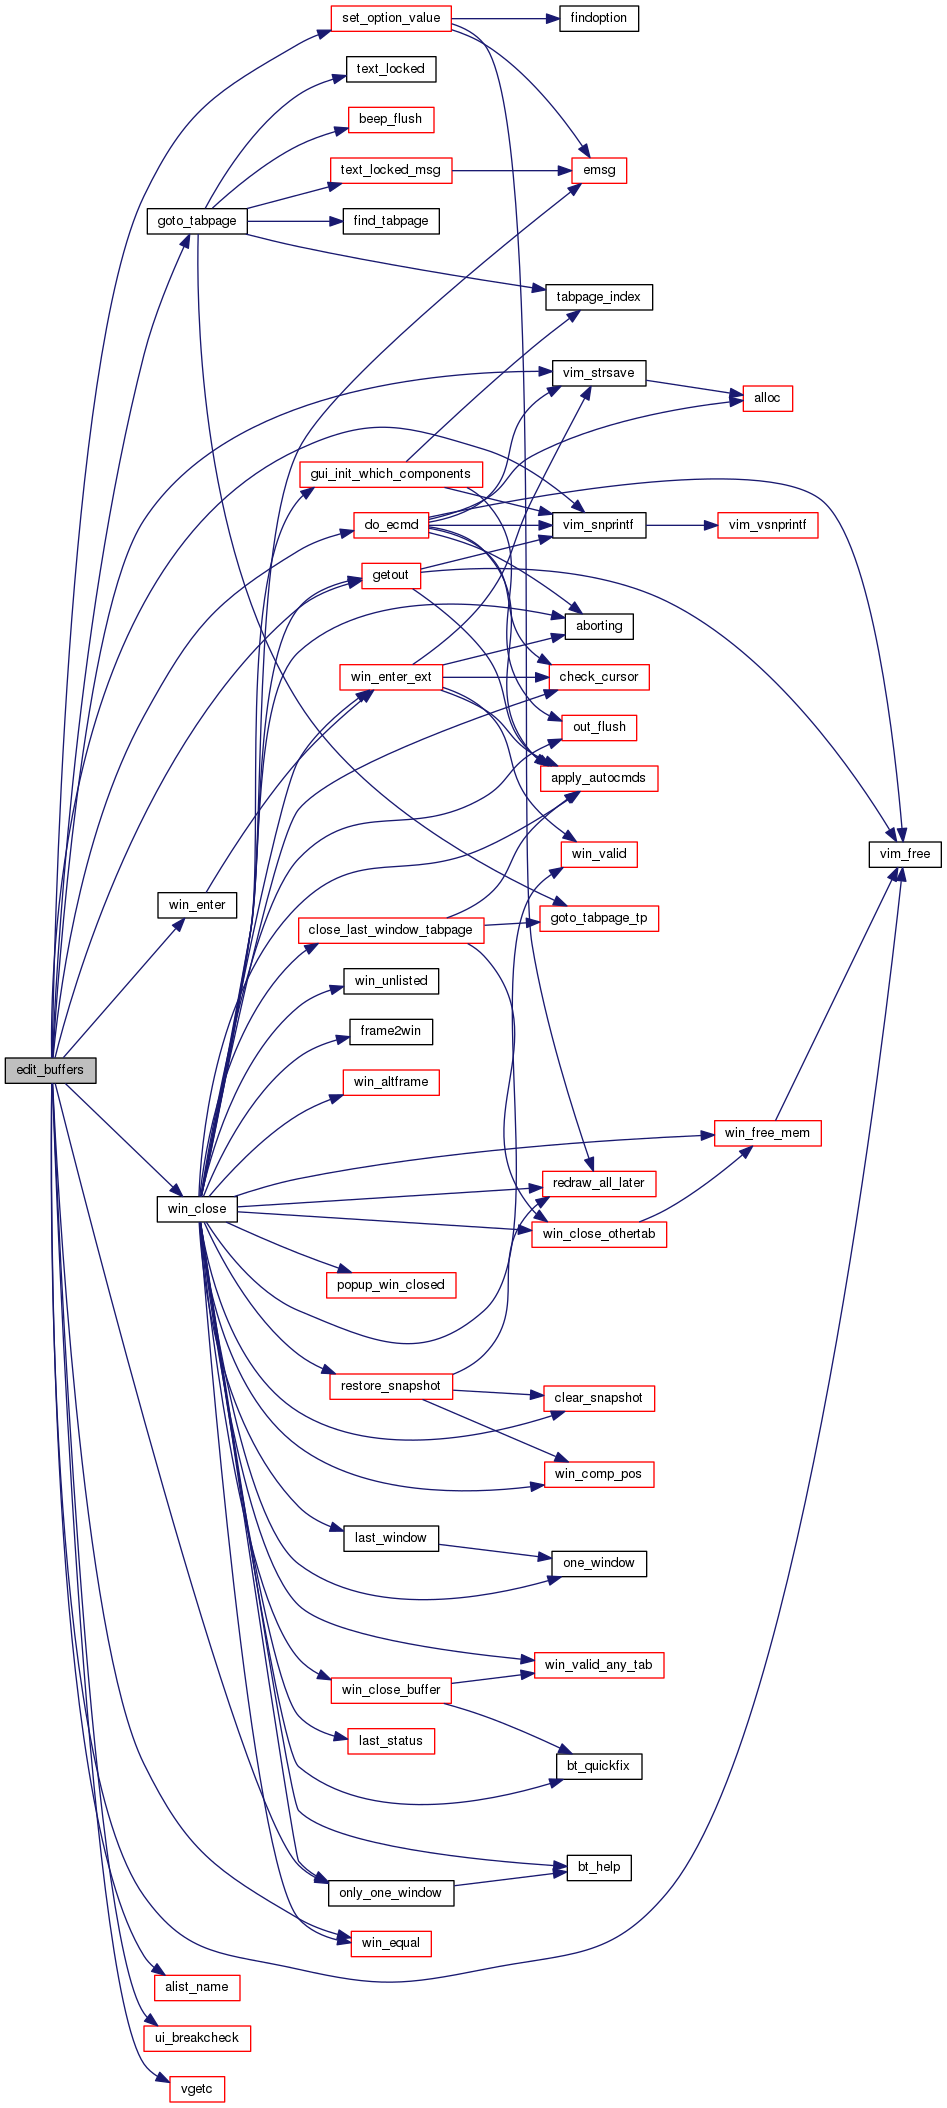 set_option_value
findoption
text_locked
beep_flush
text_locked_msg
emsg
goto_tabpage
find_tabpage
tabpage_index
vim_strsave
alloc
gui_init_which_components
do_ecmd
vim_snprintf
vim_vsnprintf
getout
aborting
win_enter_ext
check_cursor
out_flush
apply_autocmds
win_valid
vim_free
win_enter
close_last_window_tabpage
goto_tabpage_tp
win_unlisted
frame2win
edit_buffers
win_altframe
win_free_mem
redraw_all_later
win_close
win_close_othertab
popup_win_closed
restore_snapshot
clear_snapshot
win_comp_pos
last_window
one_window
win_valid_any_tab
win_close_buffer
last_status
bt_quickfix
bt_help
only_one_window
win_equal
alist_name
ui_breakcheck
vgetc